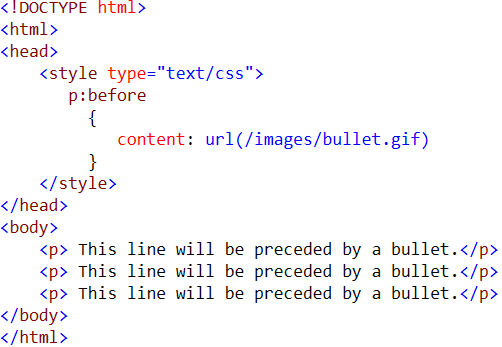 <!DOCTYPE html>
<html>
<head>
    <style type="text/css">
       p:before
         {
            content: url(/images/bullet.gif)
         }
    </style>
</head>
<body>
    <p> This line will be preceded by a bullet.</p>
    <p> This line will be preceded by a bullet.</p>
    <p> This line will be preceded by a bullet.</p>
</body>
</html>